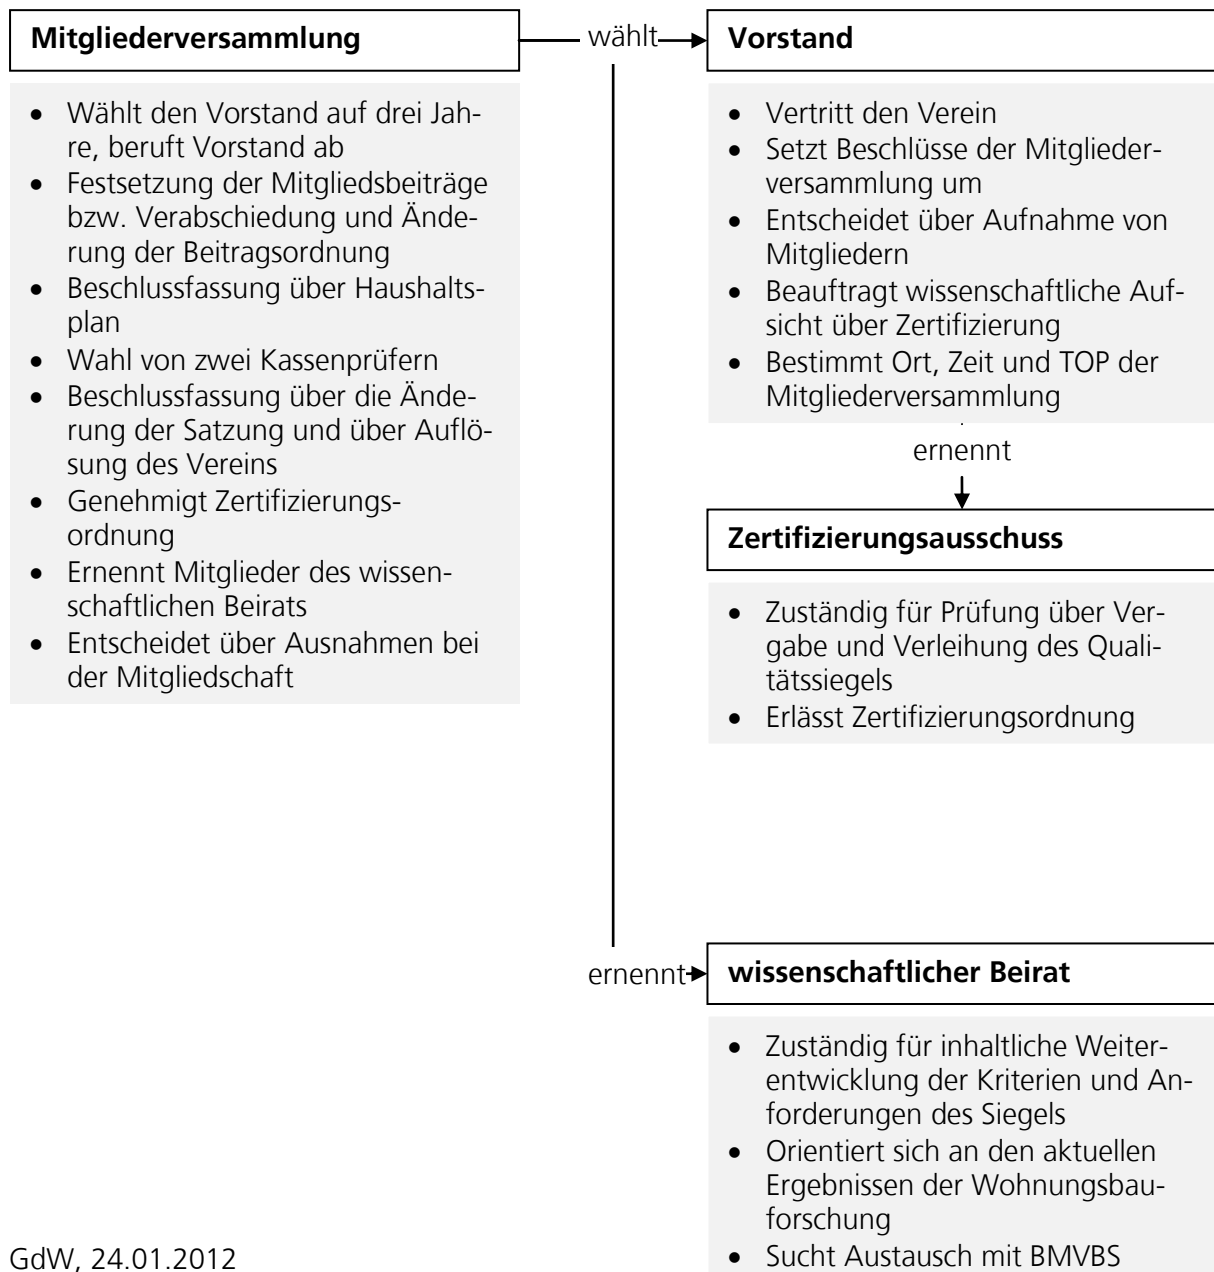 Mitgliederversammlung
• Wählt den Vorstand auf drei Jah-
re, beruft Vorstand ab
• Festsetzung der Mitgliedsbeiträge
bzw. Verabschiedung und Ände-
rung der Beitragsordnung
• Beschlussfassung über Haushalts-
plan
• Wahl von zwei Kassenprüfern
• Beschlussfassung über die Ände-
rung der Satzung und über Auflö-
sung des Vereins
• Genehmigt Zertifizierungs-
ordnung
• Ernennt Mitglieder des wissen-
schaftlichen Beirats
• Entscheidet über Ausnahmen bei
der Mitgliedschaft
wählt
Vorstand
• Vertritt den Verein
• Setzt Beschlüsse der Mitglieder-
versammlung um
• Entscheidet über Aufnahme von
Mitgliedern
• Beauftragt wissenschaftliche Auf-
sicht über Zertifizierung
• Bestimmt Ort, Zeit und TOP der
Mitgliederversammlung
ernennt
Zertifizierungsausschuss
• Zuständig für Prüfung über Ver-
gabe und Verleihung des Quali-
tätssiegels
• Erlässt Zertifizierungsordnung
ernennt
wissenschaftlicher Beirat
• Zuständig für inhaltliche Weiter-
entwicklung der Kriterien und An-
forderungen des Siegels
• Orientiert sich an den aktuellen
Ergebnissen der Wohnungsbau-
forschung
• Sucht Austausch mit BMVBS
GdW, 24.01.2012